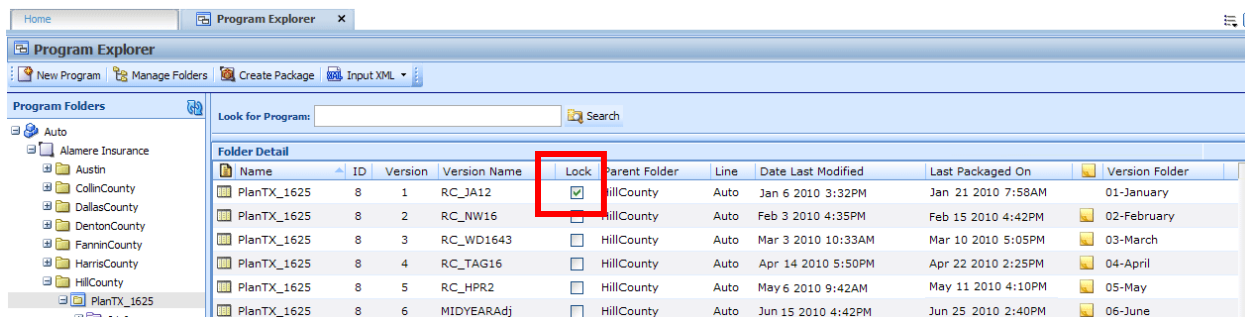 Home Program Explorer x
Program Explorer
New Program Manage Folders Create Package XML Input XML
Program Folders
Look for Program: Search
Auto
Alamere Insurance
Austin
CollinCounty
DallasCounty
DentonCounty
FanninCounty
HarrisCounty
HillCounty
PlanTX_1625
Folder Detail
Name ID Version Version Name Lock Parent Folder Line Date Last Modified Last Packaged On Version Folder
PlanTX_1625 8 1 RC_JA12 HillCounty Auto Jan 6 2010 3:32PM Jan 21 2010 7:58AM 01-January
PlanTX_1625 8 2 RC_NW16 HillCounty Auto Feb 3 2010 4:35PM Feb 15 2010 4:42PM 02-February
PlanTX_1625 8 3 RC_WD1643 HillCounty Auto Mar 3 2010 10:33AM Mar 10 2010 5:05PM 03-March
PlanTX_1625 8 4 RC_TAG16 HillCounty Auto Apr 14 2010 5:50PM Apr 22 2010 2:25PM 04-April
PlanTX_1625 8 5 RC_HPR2 HillCounty Auto May 6 2010 9:42AM May 11 2010 4:10PM 05-May
PlanTX_1625 8 6 MIDYEARAdj HillCounty Auto Jun 15 2010 4:42PM Jun 25 2010 2:40PM 06-June